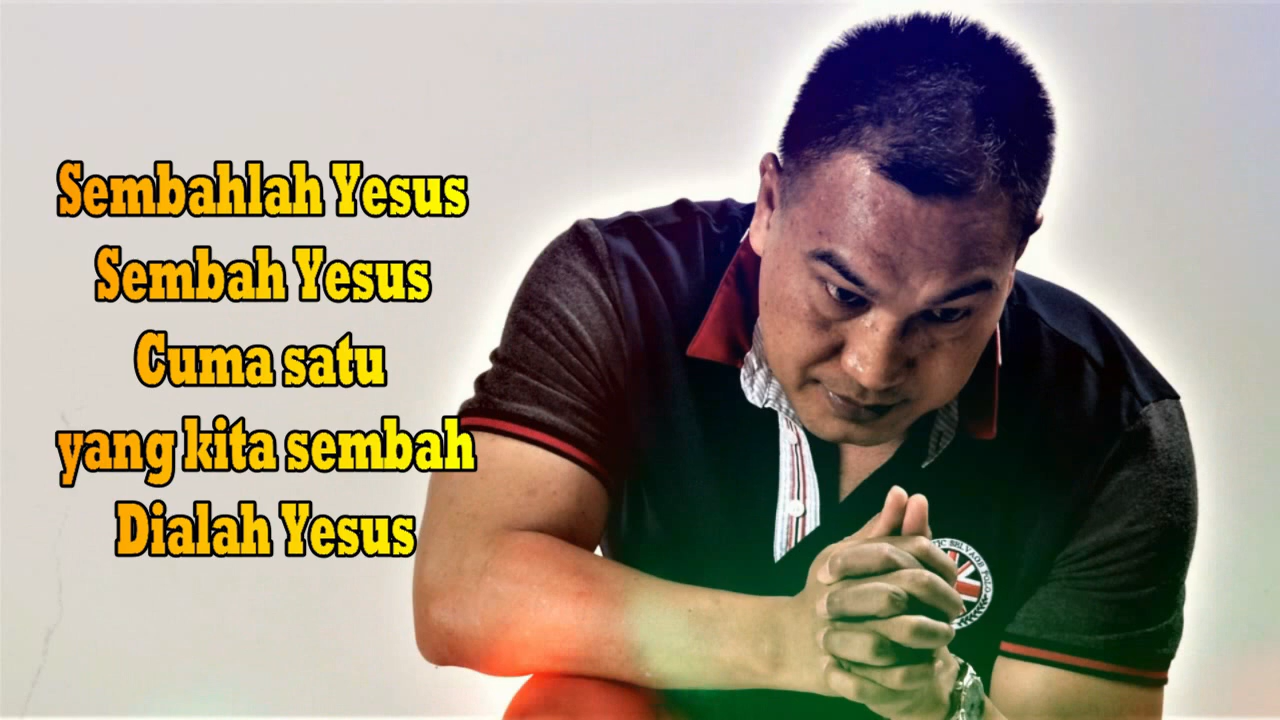 Sembahlah Yesus
Sembah Yesus
Cuma satu
yang kita sembah
Dialah Yesus